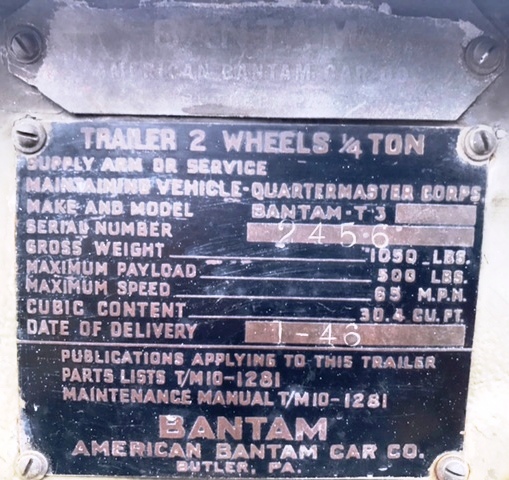 BANTAM
AMERICAN BANTAM CAR CO.
TRAILER 2 WHEELS 1/4 TON
SUPPLY ARM OR SERVICE
MAINTAINING VEHICLE-QUARTERMASTER CORPS
MAKE AND MODEL BANTAM-T3
SERIAL NUMBER 2456
GROSS WEIGHT 1050 LBS.
MAXIMUM PAYLOAD 500 LBS.
MAXIMUM SPEED 65 M.P.H.
CUBIC CONTENT 30.4 CU.FT.
DATE OF DELIVERY 1-46
PUBLICATIONS APPLYING TO THIS TRAILER
PARTS LISTS T/M10-1281
MAINTENANCE MANUAL T/M10-1281
BANTAM
AMERICAN BANTAM CAR CO.
BUTLER, PA.